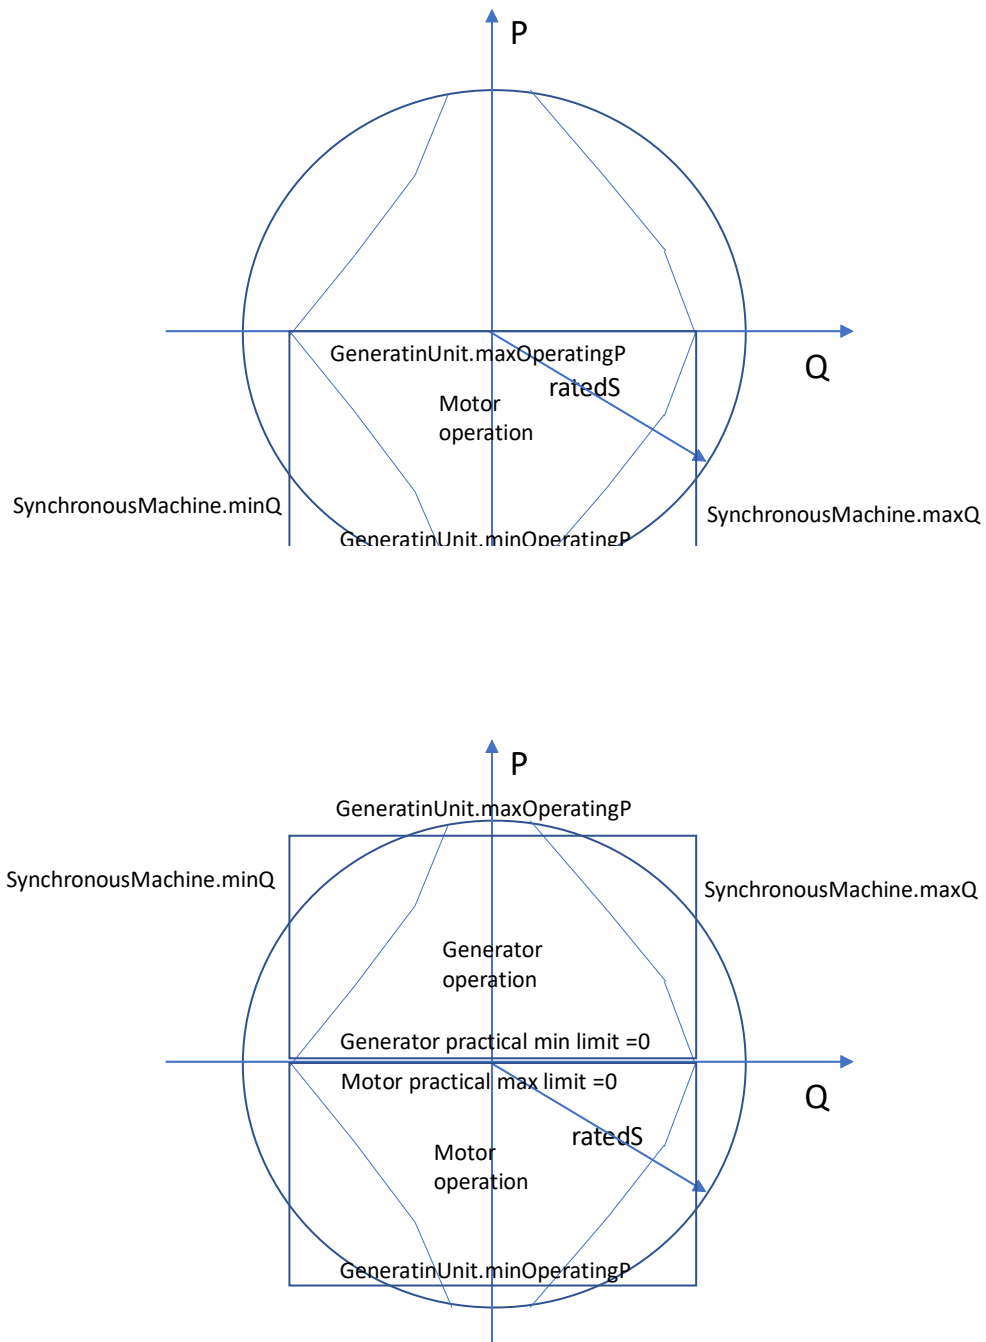 P
GeneratinUnit.maxOperatingP
Q
ratedS
Motor
operation
SynchronousMachine.minQ
SynchronousMachine.maxQ
GeneratinUnit.minOperatingP
P
GeneratinUnit.maxOperatingP
SynchronousMachine.minQ
SynchronousMachine.maxQ
Generator
operation
Generator practical min limit =0
Motor practical max limit =0
Q
ratedS
Motor
operation
GeneratinUnit.minOperatingP